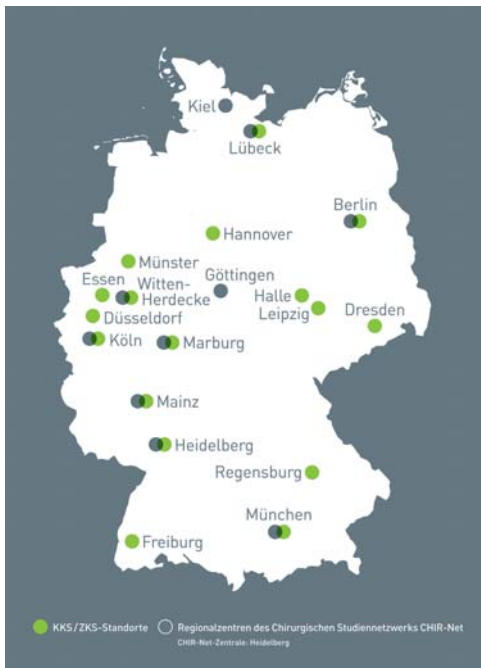 Kiel
Lübeck
Berlin
Hannover
Münster
Göttingen
Essen
Witten-
Herdecke
Halle
Leipzig
Dresden
Düsseldorf
Köln
Marburg
Mainz
Heidelberg
Regensburg
München
Freiburg
KKS/ZKS-Standorte
Regionalzentren des Chirurgischen Studiennetzwerks CHIR-Net
CHIR-Net-Zentrale: Heidelberg